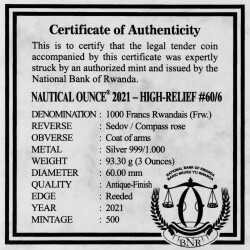 Certificate of Authenticity
This is to certify that the legal tender coin
accompanied by this certificate was expertly
struck by an authorized mint and issued by the
National Bank of Rwanda.
NAUTICAL OUNCE® 2021 – HIGH-RELIEF #60/6
DENOMINATION : 1000 Francs Rwandais (Frw.)
REVERSE : Sedov / Compass rose
OBVERSE : Coat of arms
METAL : Silver 999/1.000
WEIGHT : 93.30 g (3 Ounces)
DIAMETER : 60.00 mm
QUALITY : Antique-Finish
EDGE : Reeded
YEAR : 2021
MINTAGE : 500
NATIONAL BANK OF RWANDA
BANKI NKURU Y'U RWANDA
BNR